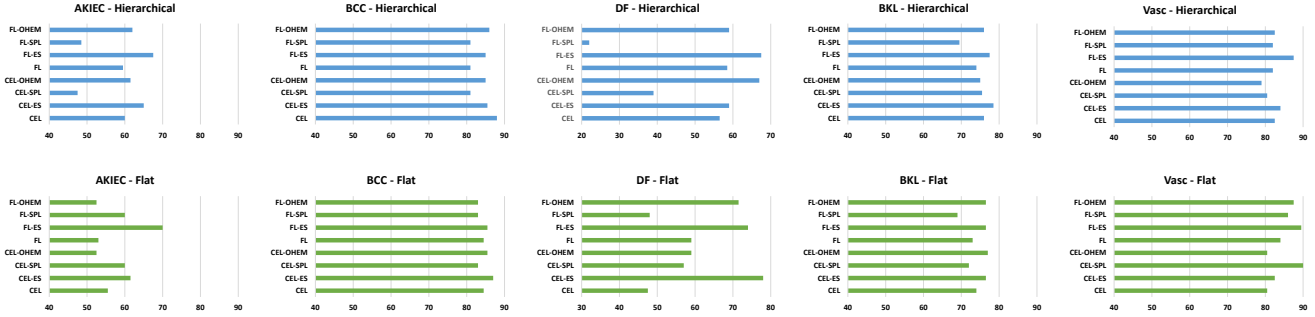 AKIEC - Hierarchical
FL-OHEM
FL-SPL
FL-ES
FL
CEL-OHEM
CEL-SPL
CEL-ES
CEL
40 50 60 70 80 90
BCC - Hierarchical
FL-OHEM
FL-SPL
FL-ES
FL
CEL-OHEM
CEL-SPL
CEL-ES
CEL
40 50 60 70 80 90
DF - Hierarchical
FL-OHEM
FL-SPL
FL-ES
FL
CEL-OHEM
CEL-SPL
CEL-ES
CEL
20 30 40 50 60 70
BKL - Hierarchical
FL-OHEM
FL-SPL
FL-ES
FL
CEL-OHEM
CEL-SPL
CEL-ES
CEL
40 50 60 70 80 90
Vasc - Hierarchical
FL-OHEM
FL-SPL
FL-ES
FL
CEL-OHEM
CEL-SPL
CEL-ES
CEL
40 50 60 70 80 90
AKIEC - Flat
FL-OHEM
FL-SPL
FL-ES
FL
CEL-OHEM
CEL-SPL
CEL-ES
CEL
40 50 60 70 80 90
BCC - Flat
FL-OHEM
FL-SPL
FL-ES
FL
CEL-OHEM
CEL-SPL
CEL-ES
CEL
40 50 60 70 80 90
DF - Flat
FL-OHEM
FL-SPL
FL-ES
FL
CEL-OHEM
CEL-SPL
CEL-ES
CEL
30 40 50 60 70 80
BKL - Flat
FL-OHEM
FL-SPL
FL-ES
FL
CEL-OHEM
CEL-SPL
CEL-ES
CEL
40 50 60 70 80 90
Vasc - Flat
FL-OHEM
FL-SPL
FL-ES
FL
CEL-OHEM
CEL-SPL
CEL-ES
CEL
40 50 60 70 80 90